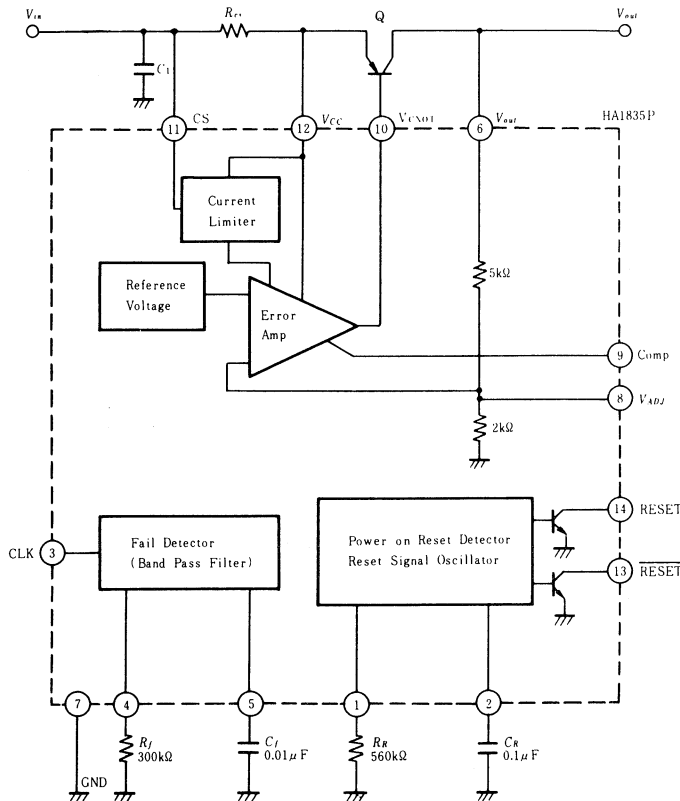 Vin
Rcs
Q
Vout
C1
CS
VCC
VCXOT
Vout
HA1835P
11
12
10
6
Current
Limiter
Reference
Voltage
Error
Amp
5kΩ
9
Comp
8
VADJ
2kΩ
Fail Detector
(Band Pass Filter)
CLK
3
Power on Reset Detector
Reset Signal Oscillator
14
RESET
13
RESET
7
4
5
1
2
GND
Rf
300kΩ
Cf
0.01μF
RR
560kΩ
CR
0.1μF